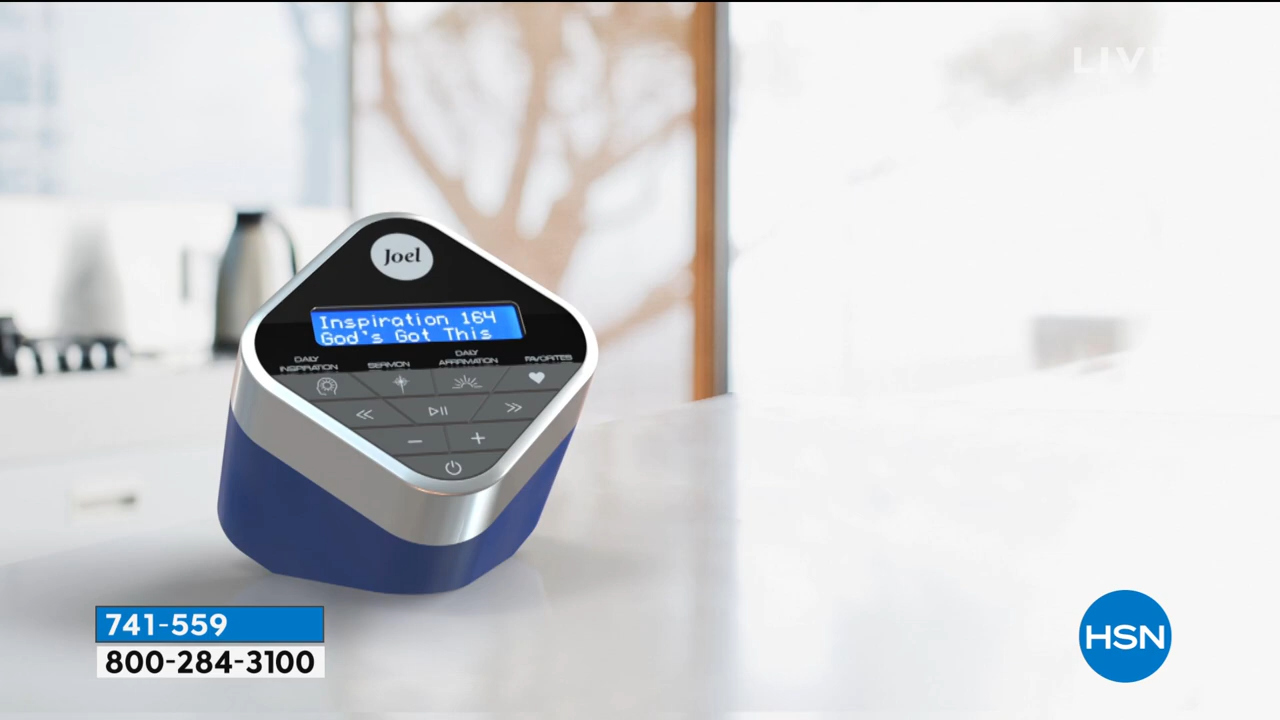 LIVE
Joel
Inspiration 164
God's Got This
DAILY INSPIRATION
SERMON
DAILY AFFIRMATION
FAVORITES
741-559
800-284-3100
HSN